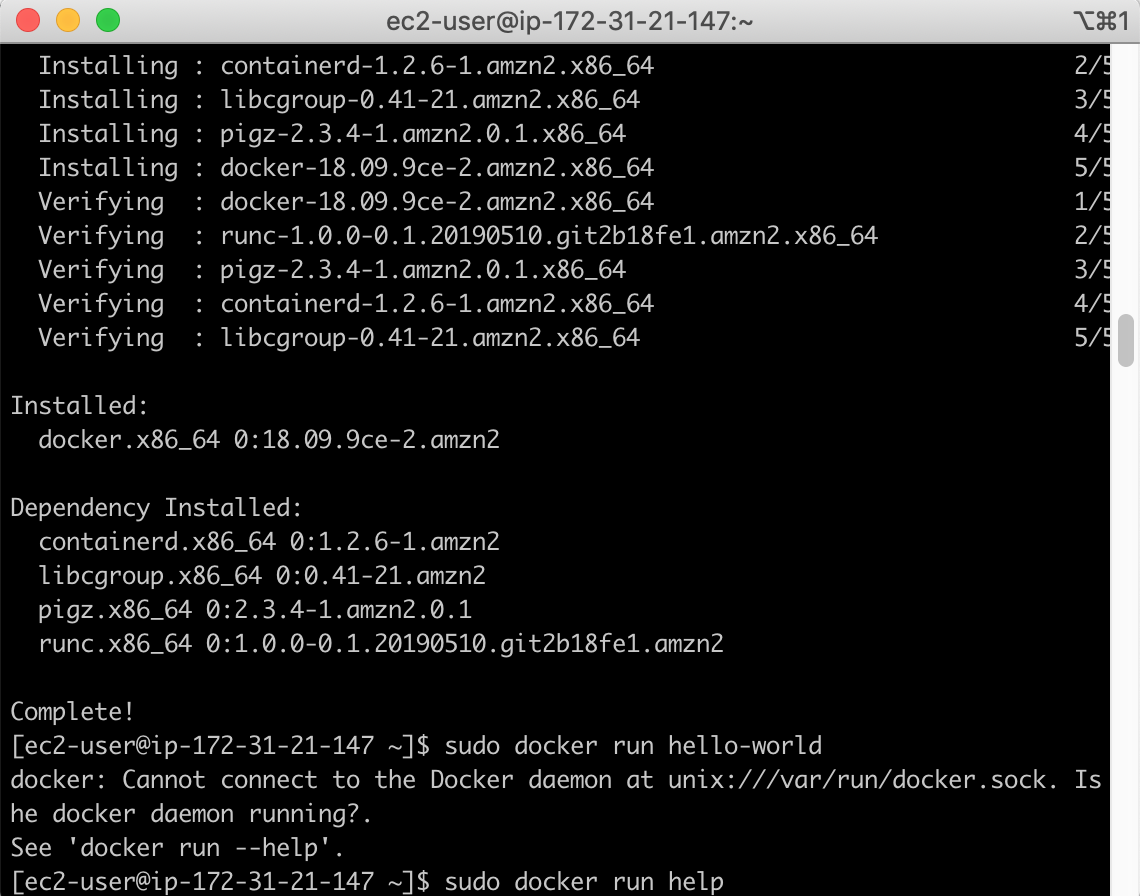 ec2-user@ip-172-31-21-147:~ ⌥⌘1
Installing : containerd-1.2.6-1.amzn2.x86_64 2/5
Installing : libcgroup-0.41-21.amzn2.x86_64 3/5
Installing : pigz-2.3.4-1.amzn2.0.1.x86_64 4/5
Installing : docker-18.09.9ce-2.amzn2.x86_64 5/5
Verifying : docker-18.09.9ce-2.amzn2.x86_64 1/5
Verifying : runc-1.0.0-0.1.20190510.git2b18fe1.amzn2.x86_64 2/5
Verifying : pigz-2.3.4-1.amzn2.0.1.x86_64 3/5
Verifying : containerd-1.2.6-1.amzn2.x86_64 4/5
Verifying : libcgroup-0.41-21.amzn2.x86_64 5/5
Installed:
docker.x86_64 0:18.09.9ce-2.amzn2
Dependency Installed:
containerd.x86_64 0:1.2.6-1.amzn2
libcgroup.x86_64 0:0.41-21.amzn2
pigz.x86_64 0:2.3.4-1.amzn2.0.1
runc.x86_64 0:1.0.0-0.1.20190510.git2b18fe1.amzn2
Complete!
[ec2-user@ip-172-31-21-147 ~]$ sudo docker run hello-world
docker: Cannot connect to the Docker daemon at unix:///var/run/docker.sock. Is
he docker daemon running?.
See 'docker run --help'.
[ec2-user@ip-172-31-21-147 ~]$ sudo docker run help